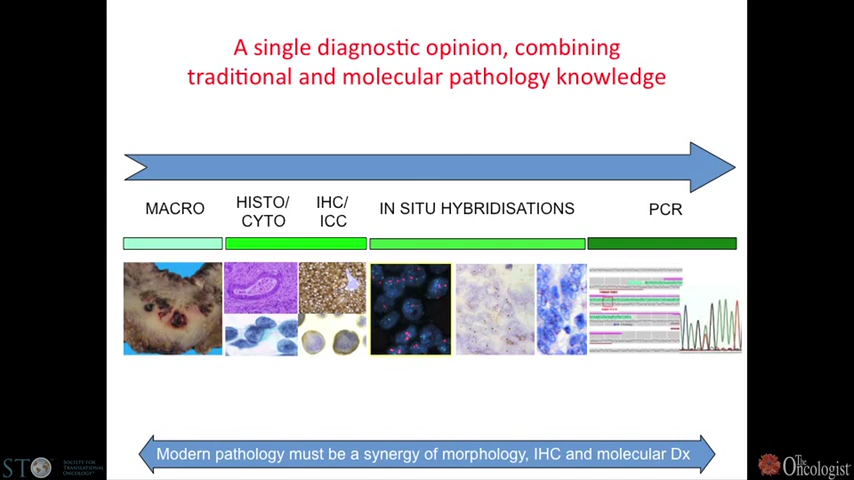 A single diagnostic opinion, combining
traditional and molecular pathology knowledge
MACRO
HISTO/
CYTO
IHC/
ICC
IN SITU HYBRIDISATIONS
PCR
Modern pathology must be a synergy of morphology, IHC and molecular Dx
STO
SOCIETY FOR
TRANSLATIONAL
ONCOLOGY
The
Oncologist